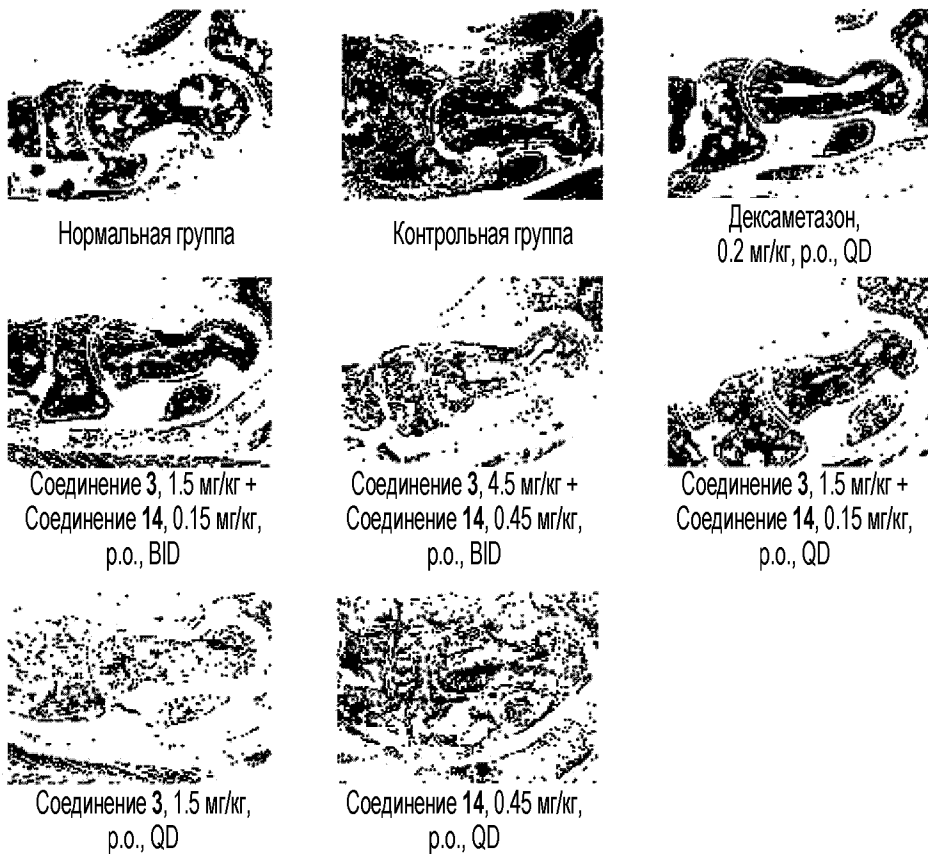 Нормальная группа
Контрольная группа
Дексаметазон,
0.2 мг/кг, p.o., QD
Соединение 3, 1.5 мг/кг +
Соединение 14, 0.15 мг/кг,
p.o., BID
Соединение 3, 4.5 мг/кг +
Соединение 14, 0.45 мг/кг,
p.o., BID
Соединение 3, 1.5 мг/кг +
Соединение 14, 0.15 мг/кг,
p.o., QD
Соединение 3, 1.5 мг/кг,
p.o., QD
Соединение 14, 0.45 мг/кг,
p.o., QD